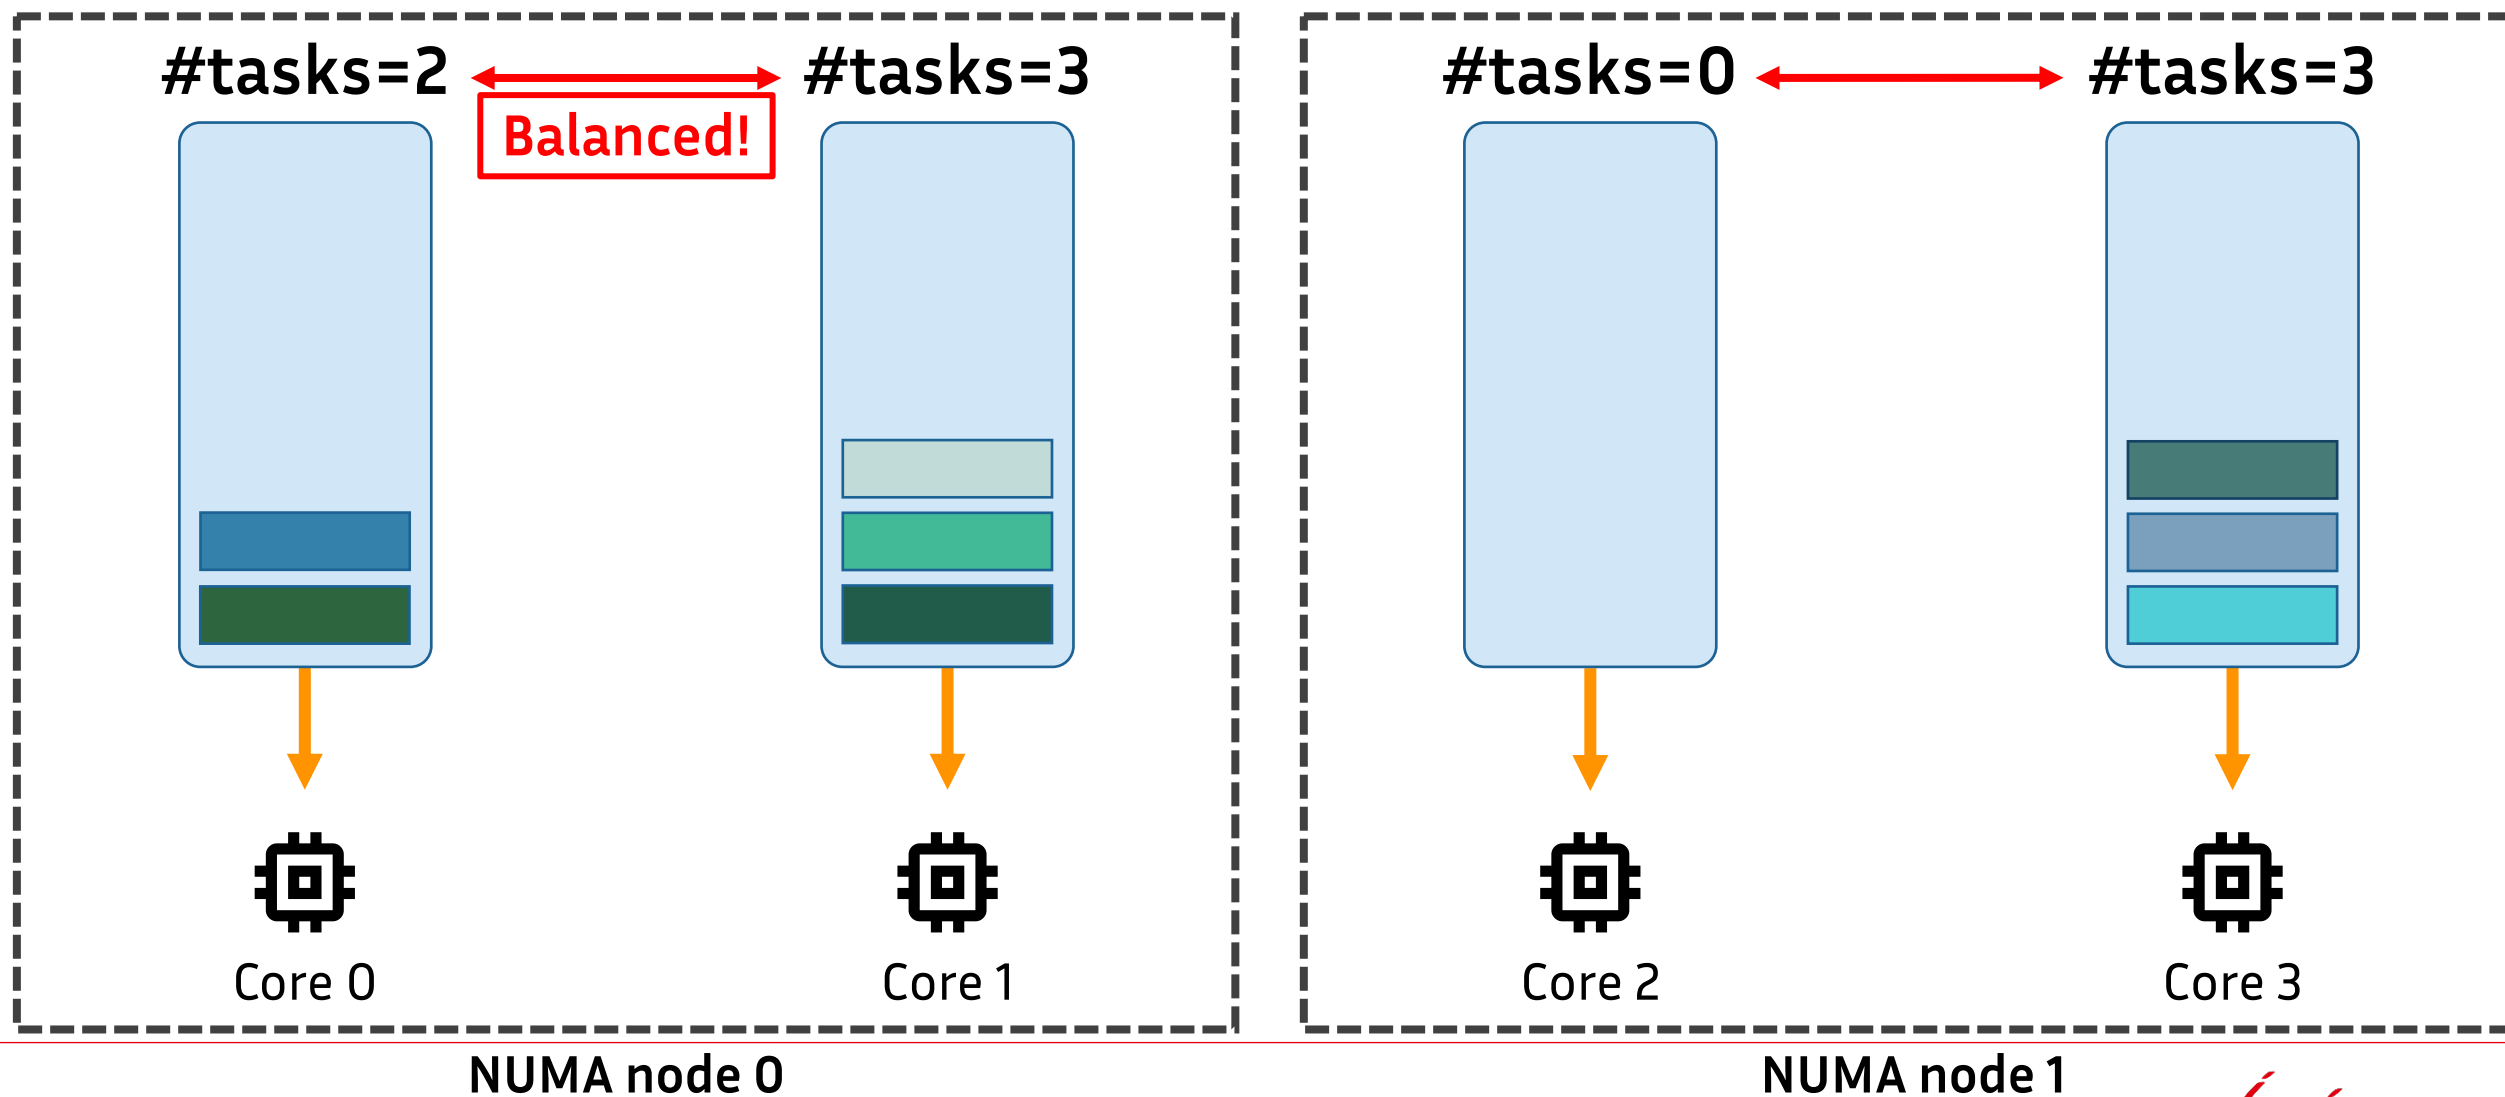 #tasks=2 #tasks=3 #tasks=0 #tasks=3
Balanced!
Core 0 Core 1 Core 2 Core 3
NUMA node 0 NUMA node 1